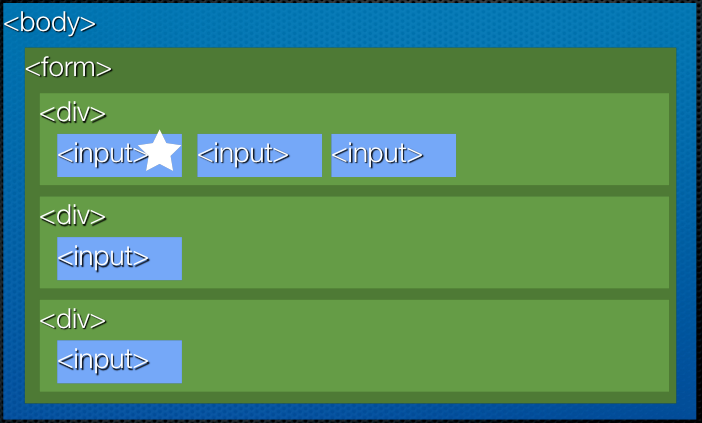 <body>
<form>
<div>
<input> <input> <input>
<div>
<input>
<div>
<input>